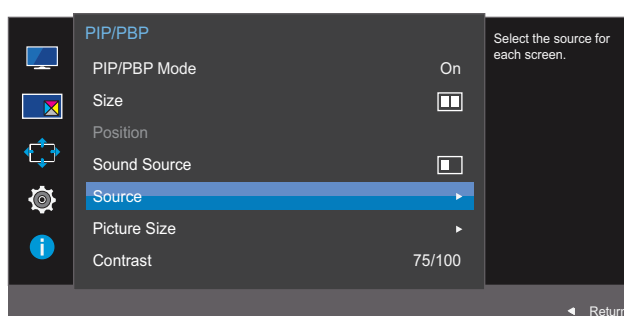 PIP/PBP
PIP/PBP Mode On
Size
Position
Sound Source
Source
Picture Size
Contrast 75/100
Select the source for
each screen.
Return